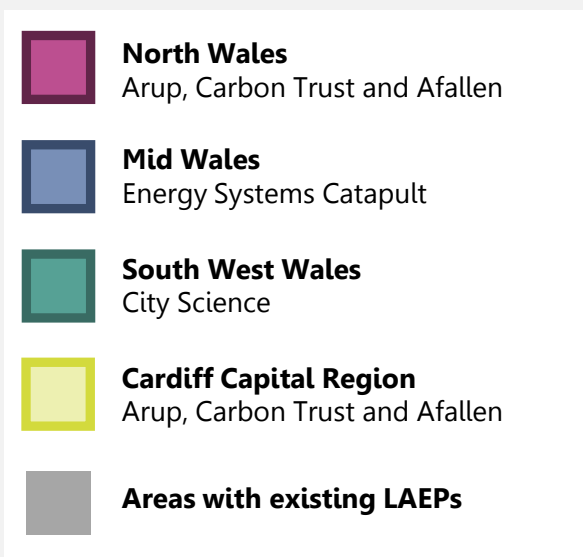 North Wales
Arup, Carbon Trust and Afallen
Mid Wales
Energy Systems Catapult
South West Wales
City Science
Cardiff Capital Region
Arup, Carbon Trust and Afallen
Areas with existing LAEPs